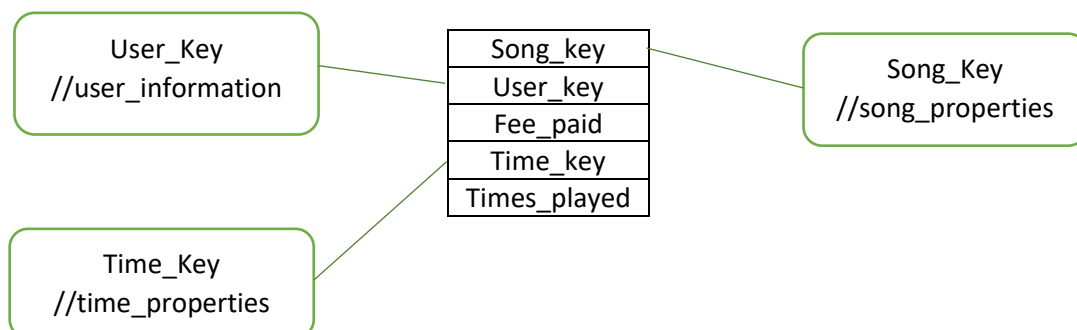 User_Key
//user_information
Song_key
User_key
Fee_paid
Time_key
Times_played
Song_Key
//song_properties
Time_Key
//time_properties